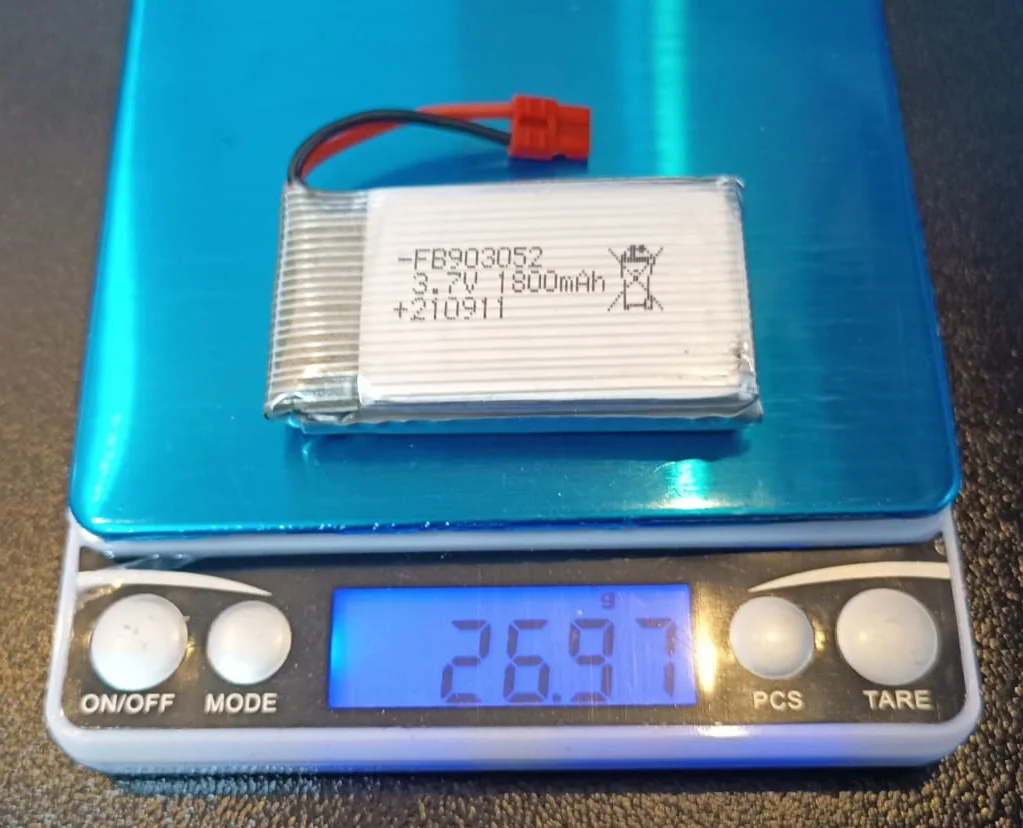 -FB903052
3.7V 1800mAh
+210911
g
26.97
ON/OFF
MODE
PCS
TARE